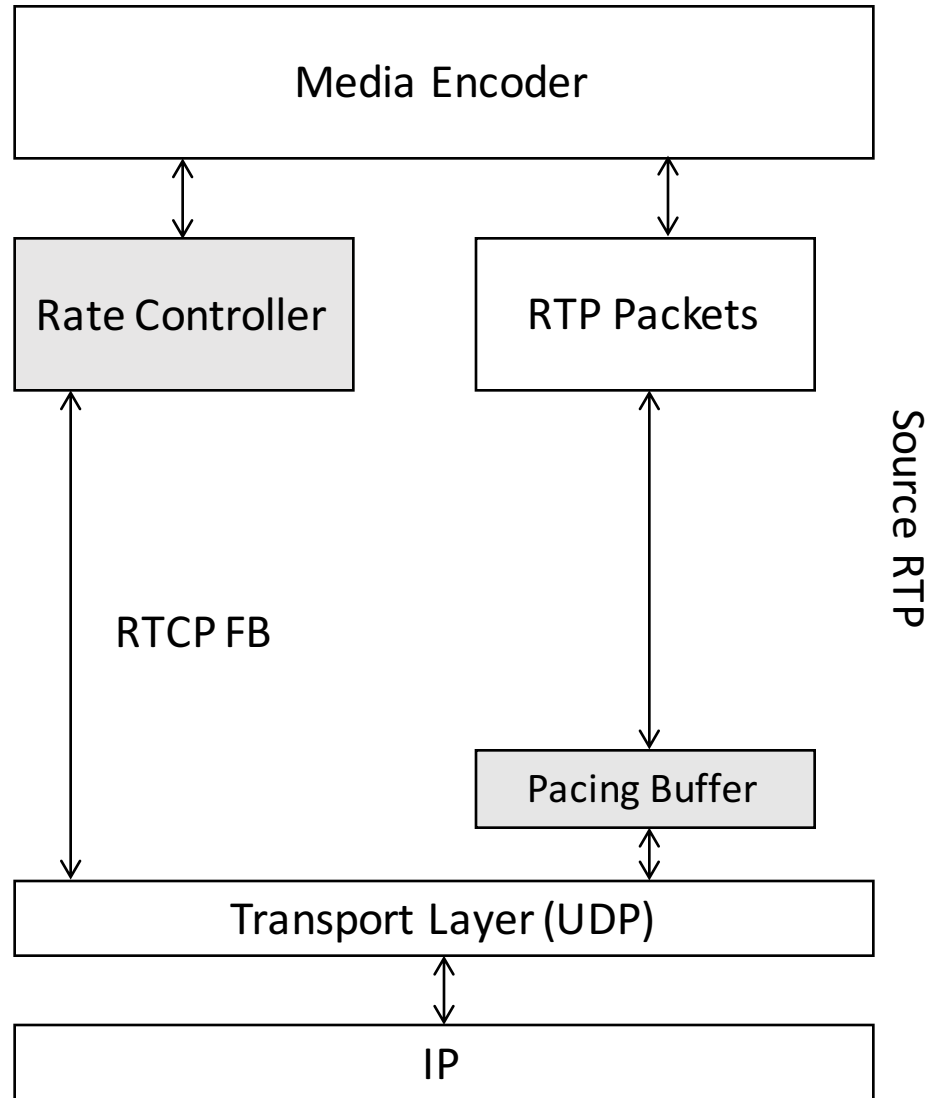 Media Encoder
Rate Controller
RTP Packets
Source RTP
RTCP FB
Pacing Buffer
Transport Layer (UDP)
IP